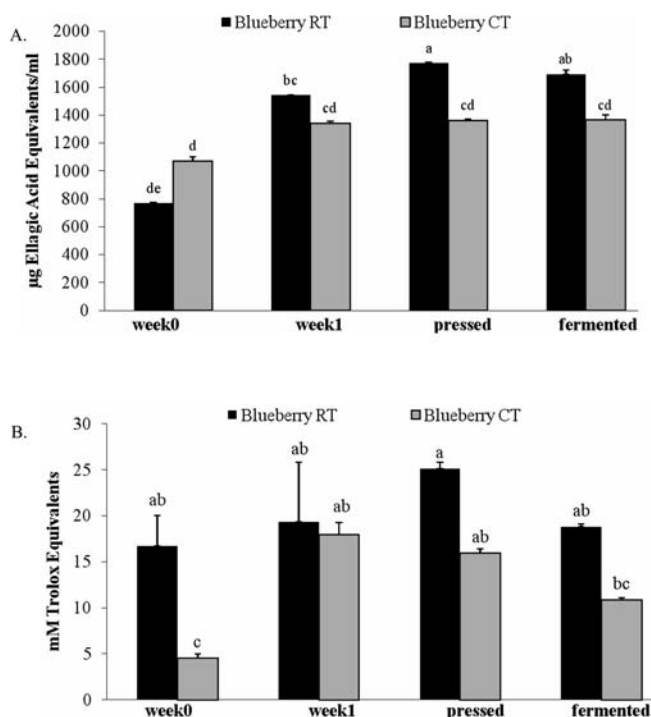 A.
Blueberry RT Blueberry CT
µg Ellagic Acid Equivalents/ml
2000
1800
1600
1400
1200
1000
800
600
400
200
0
de d bc cd a cd ab cd
week0 week1 pressed fermented
B.
Blueberry RT Blueberry CT
mM Trolox Equivalents
30
25
20
15
10
5
0
ab c ab ab a ab ab bc
week0 week1 pressed fermented